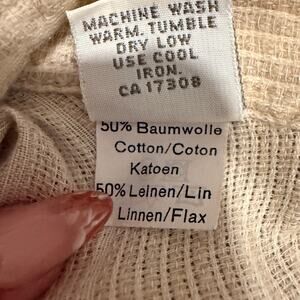 MACHINE WASH
WARM. TUMBLE
DRY LOW
USE COOL
IRON.
CA 17308
50% Baumwolle
Cotton/Coton
Katoen
50% Leinen/Lin
Linnen/Flax